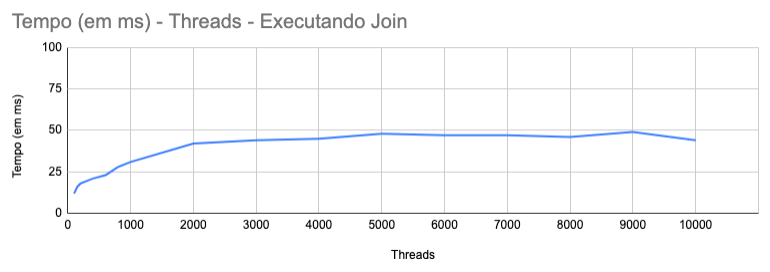 Tempo (em ms) - Threads - Executando Join
Tempo (em ms)
100
75
50
25
0
0 1000 2000 3000 4000 5000 6000 7000 8000 9000 10000
Threads